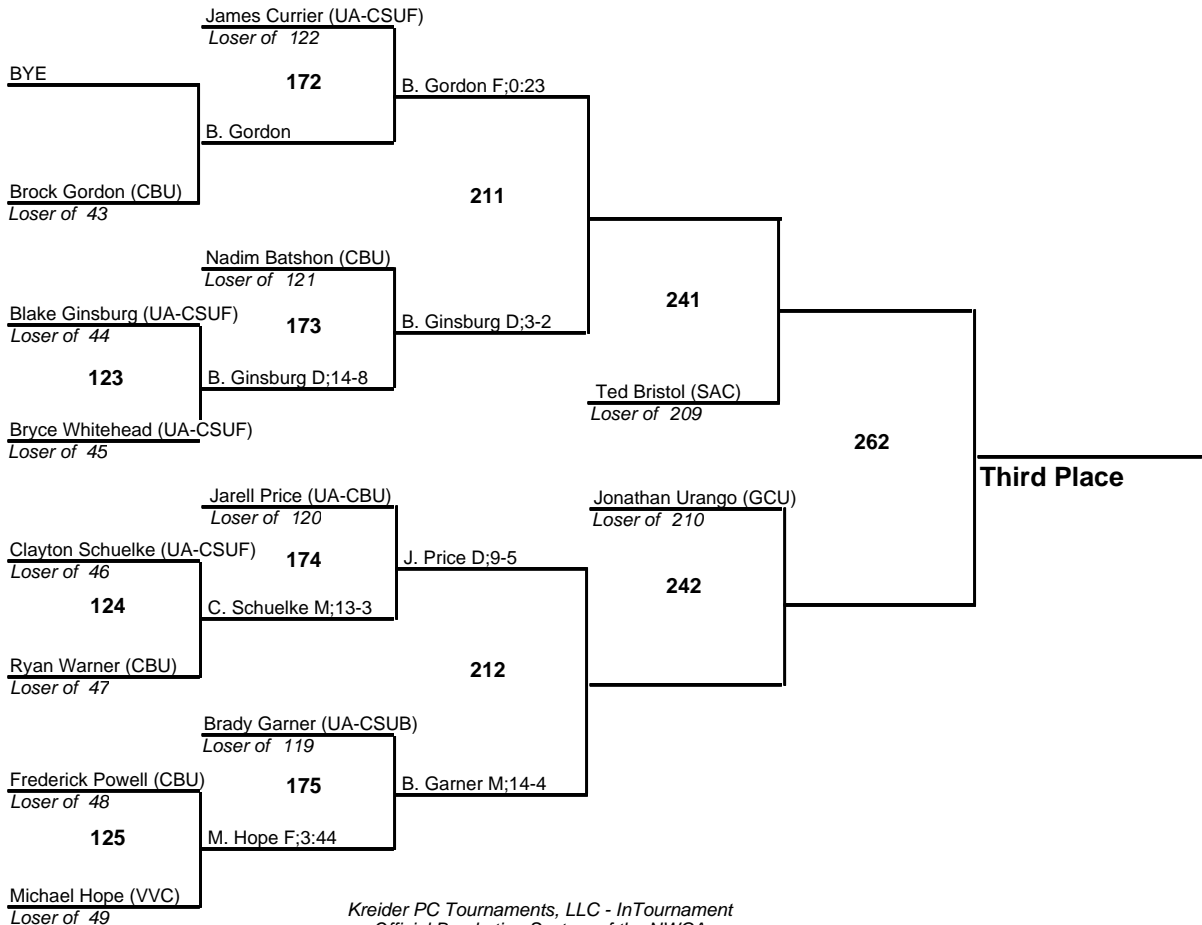 James Currier (UA-CSUF)
Loser of 122
BYE
172
B. Gordon F;0:23
B. Gordon
Brock Gordon (CBU)
Loser of 43
211
Nadim Batshon (CBU)
Loser of 121
Blake Ginsburg (UA-CSUF)
Loser of 44
173
B. Ginsburg D;3-2
241
123
B. Ginsburg D;14-8
Ted Bristol (SAC)
Loser of 209
Bryce Whitehead (UA-CSUF)
Loser of 45
262
Third Place
Jarell Price (UA-CBU)
Loser of 120
Jonathan Urango (GCU)
Loser of 210
Clayton Schuelke (UA-CSUF)
Loser of 46
174
J. Price D;9-5
242
124
C. Schuelke M;13-3
Ryan Warner (CBU)
Loser of 47
212
Brady Garner (UA-CSUB)
Loser of 119
Frederick Powell (CBU)
Loser of 48
175
B. Garner M;14-4
125
M. Hope F;3:44
Michael Hope (VVC)
Loser of 49
Kreider PC Tournaments, LLC - InTournament